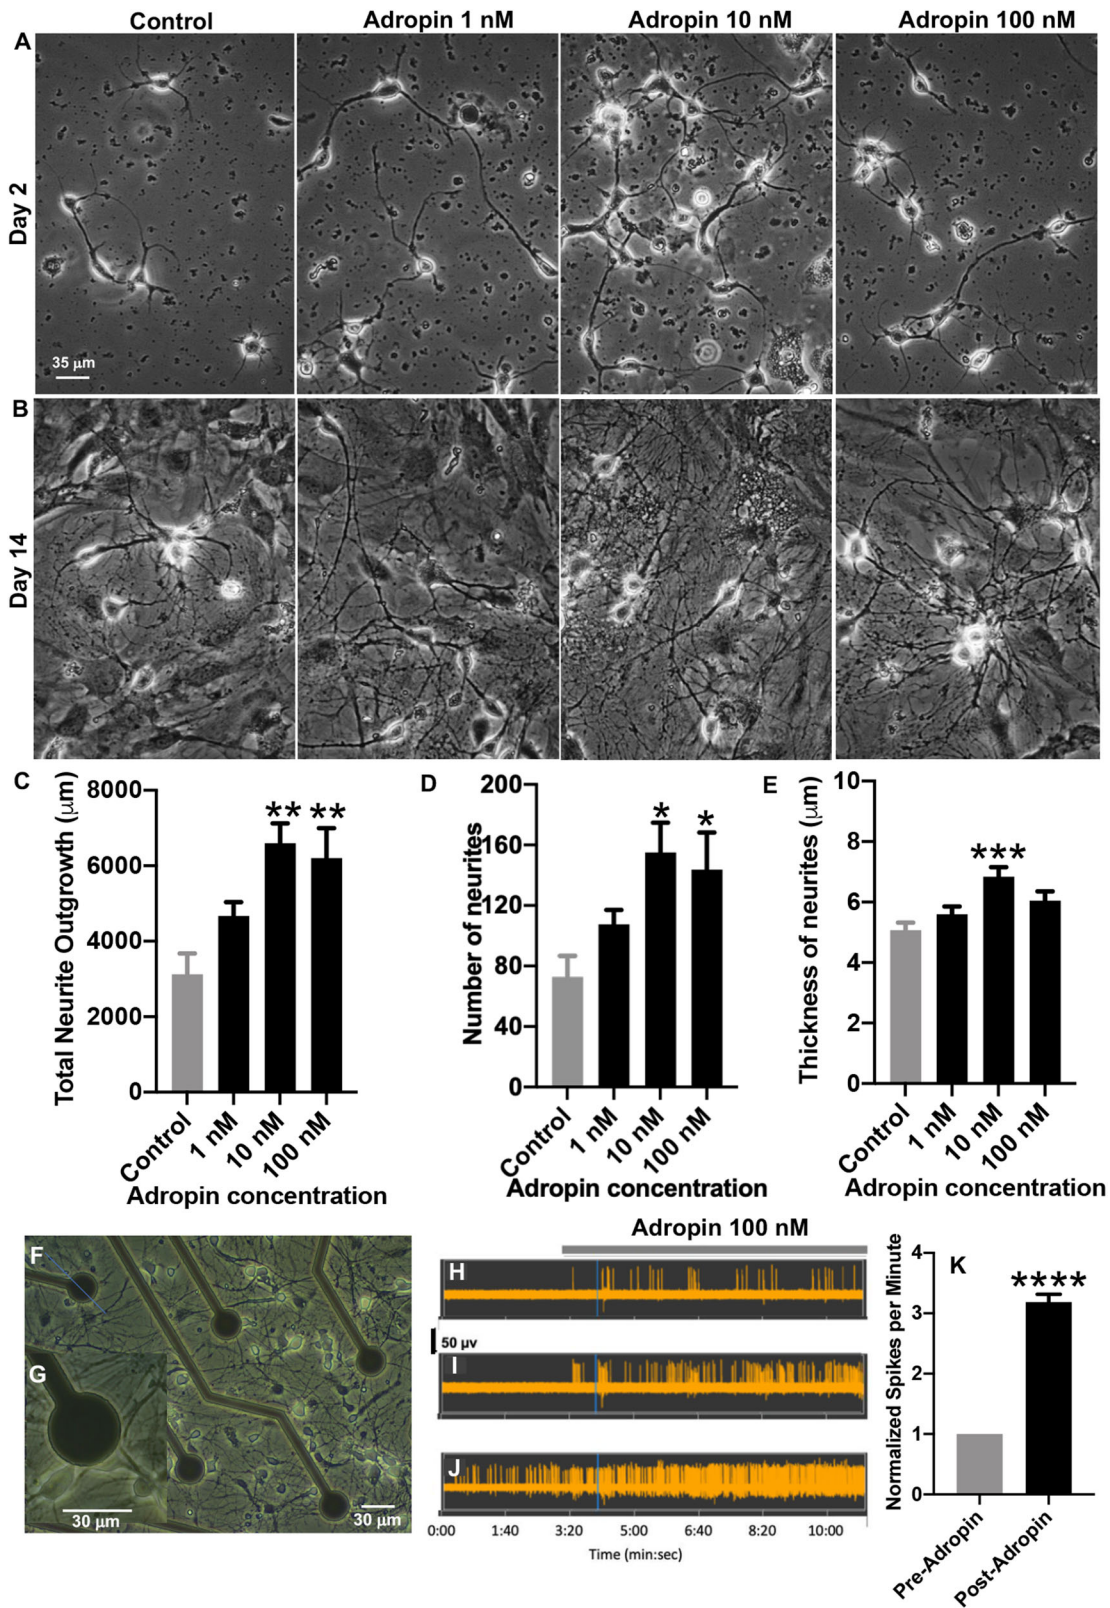 Control
Adropin 1 nM
Adropin 10 nM
Adropin 100 nM
A
Day 2
35 μm
B
Day 14
C
Total Neurite Outgrowth (μm)
8000
6000
4000
2000
0
** **
Control
1 nM
10 nM
100 nM
Adropin concentration
D
Number of neurites
200
160
120
80
40
0
* *
Control
1 nM
10 nM
100 nM
Adropin concentration
E
Thickness of neurites (μm)
10
8
6
4
2
0
***
Control
1 nM
10 nM
100 nM
Adropin concentration
F
G
30 μm
30 μm
Adropin 100 nM
H
50 μv
I
J
0:00 1:40 3:20 5:00 6:40 8:20 10:00
Time (min:sec)
K
Normalized Spikes per Minute
4
3
2
1
0
****
Pre-Adropin
Post-Adropin